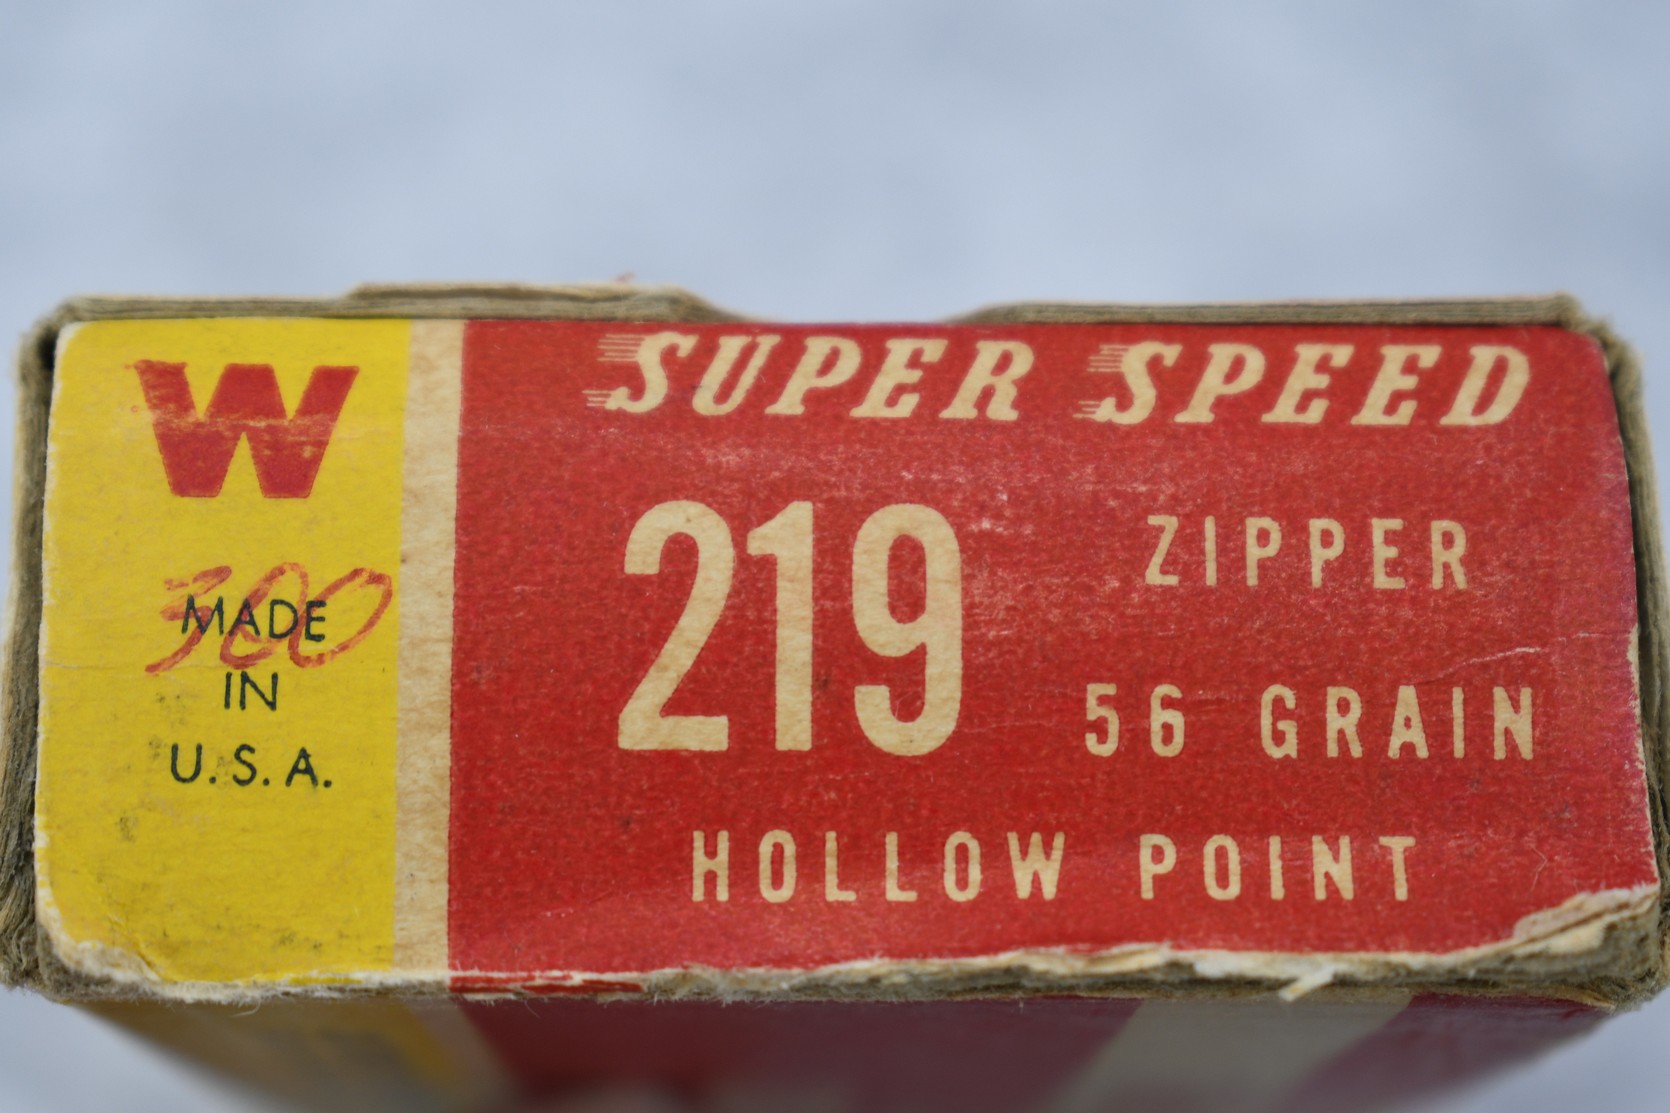 W
300
MADE
IN
U.S.A.
SUPER SPEED
219 ZIPPER
56 GRAIN
HOLLOW POINT